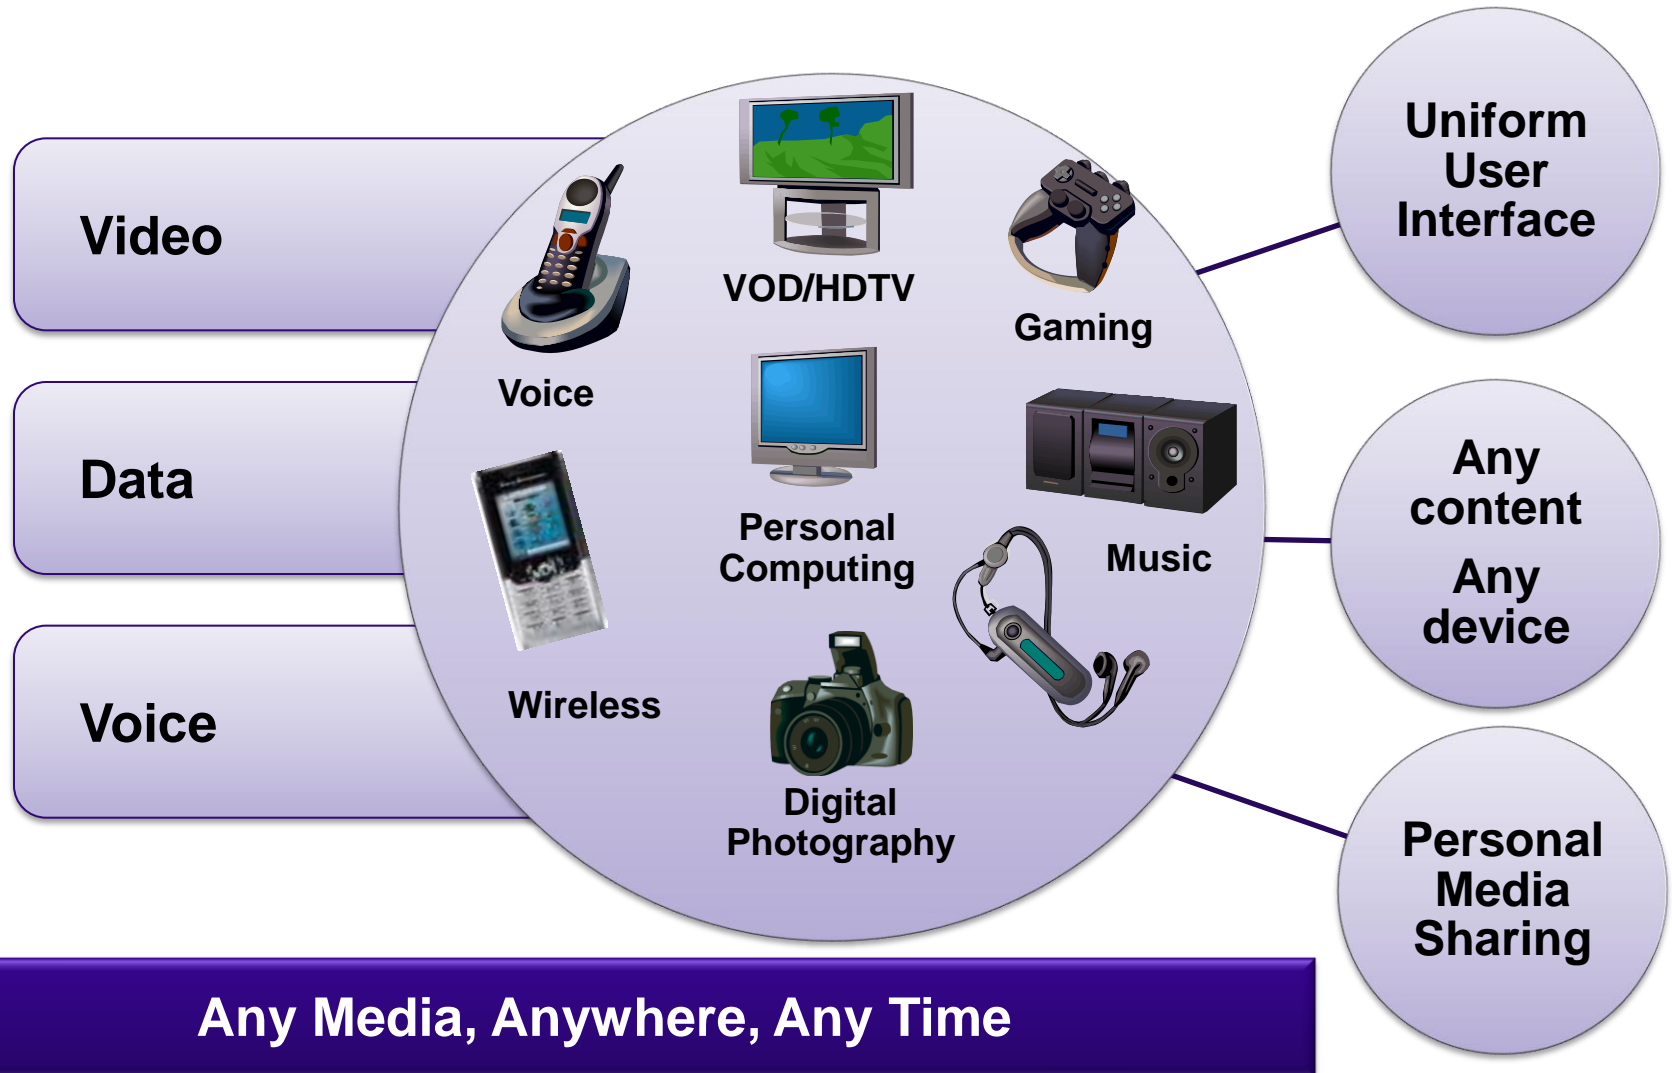 Video
Data
Voice
VOD/HDTV
Gaming
Voice
Personal
Computing
Music
Wireless
Digital
Photography
Uniform
User
Interface
Any
content
Any
device
Personal
Media
Sharing
Any Media, Anywhere, Any Time